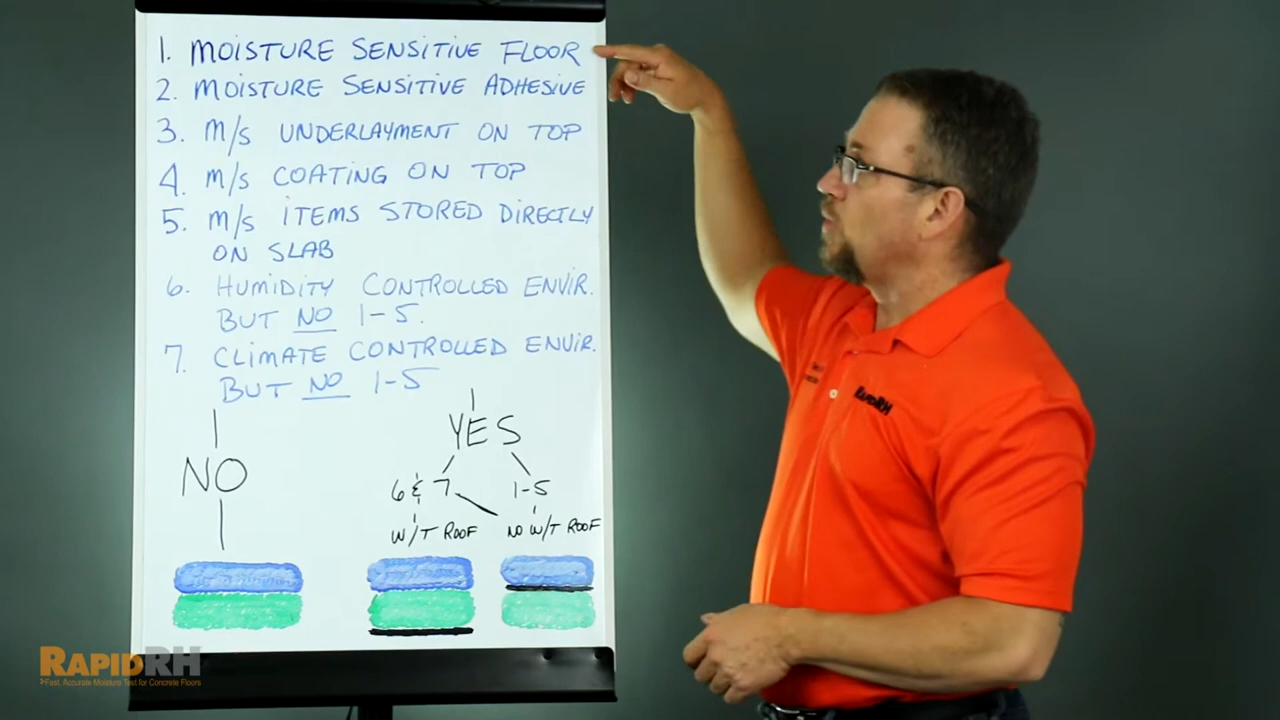 1. MOISTURE SENSITIVE FLOOR
2. MOISTURE SENSITIVE ADHESIVE
3. M/S UNDERLAYMENT ON TOP
4. M/S COATING ON TOP
5. M/S ITEMS STORED DIRECTLY
ON SLAB
6. HUMIDITY CONTROLLED ENVIR.
BUT NO 1-5.
7. CLIMATE CONTROLLED ENVIR.
BUT NO 1-5
YES
NO
6 & 7 1-5
W/T ROOF NO W/T ROOF
RAPIDRH
RAPIDRH
Fast, Accurate Moisture Test for Concrete Floors